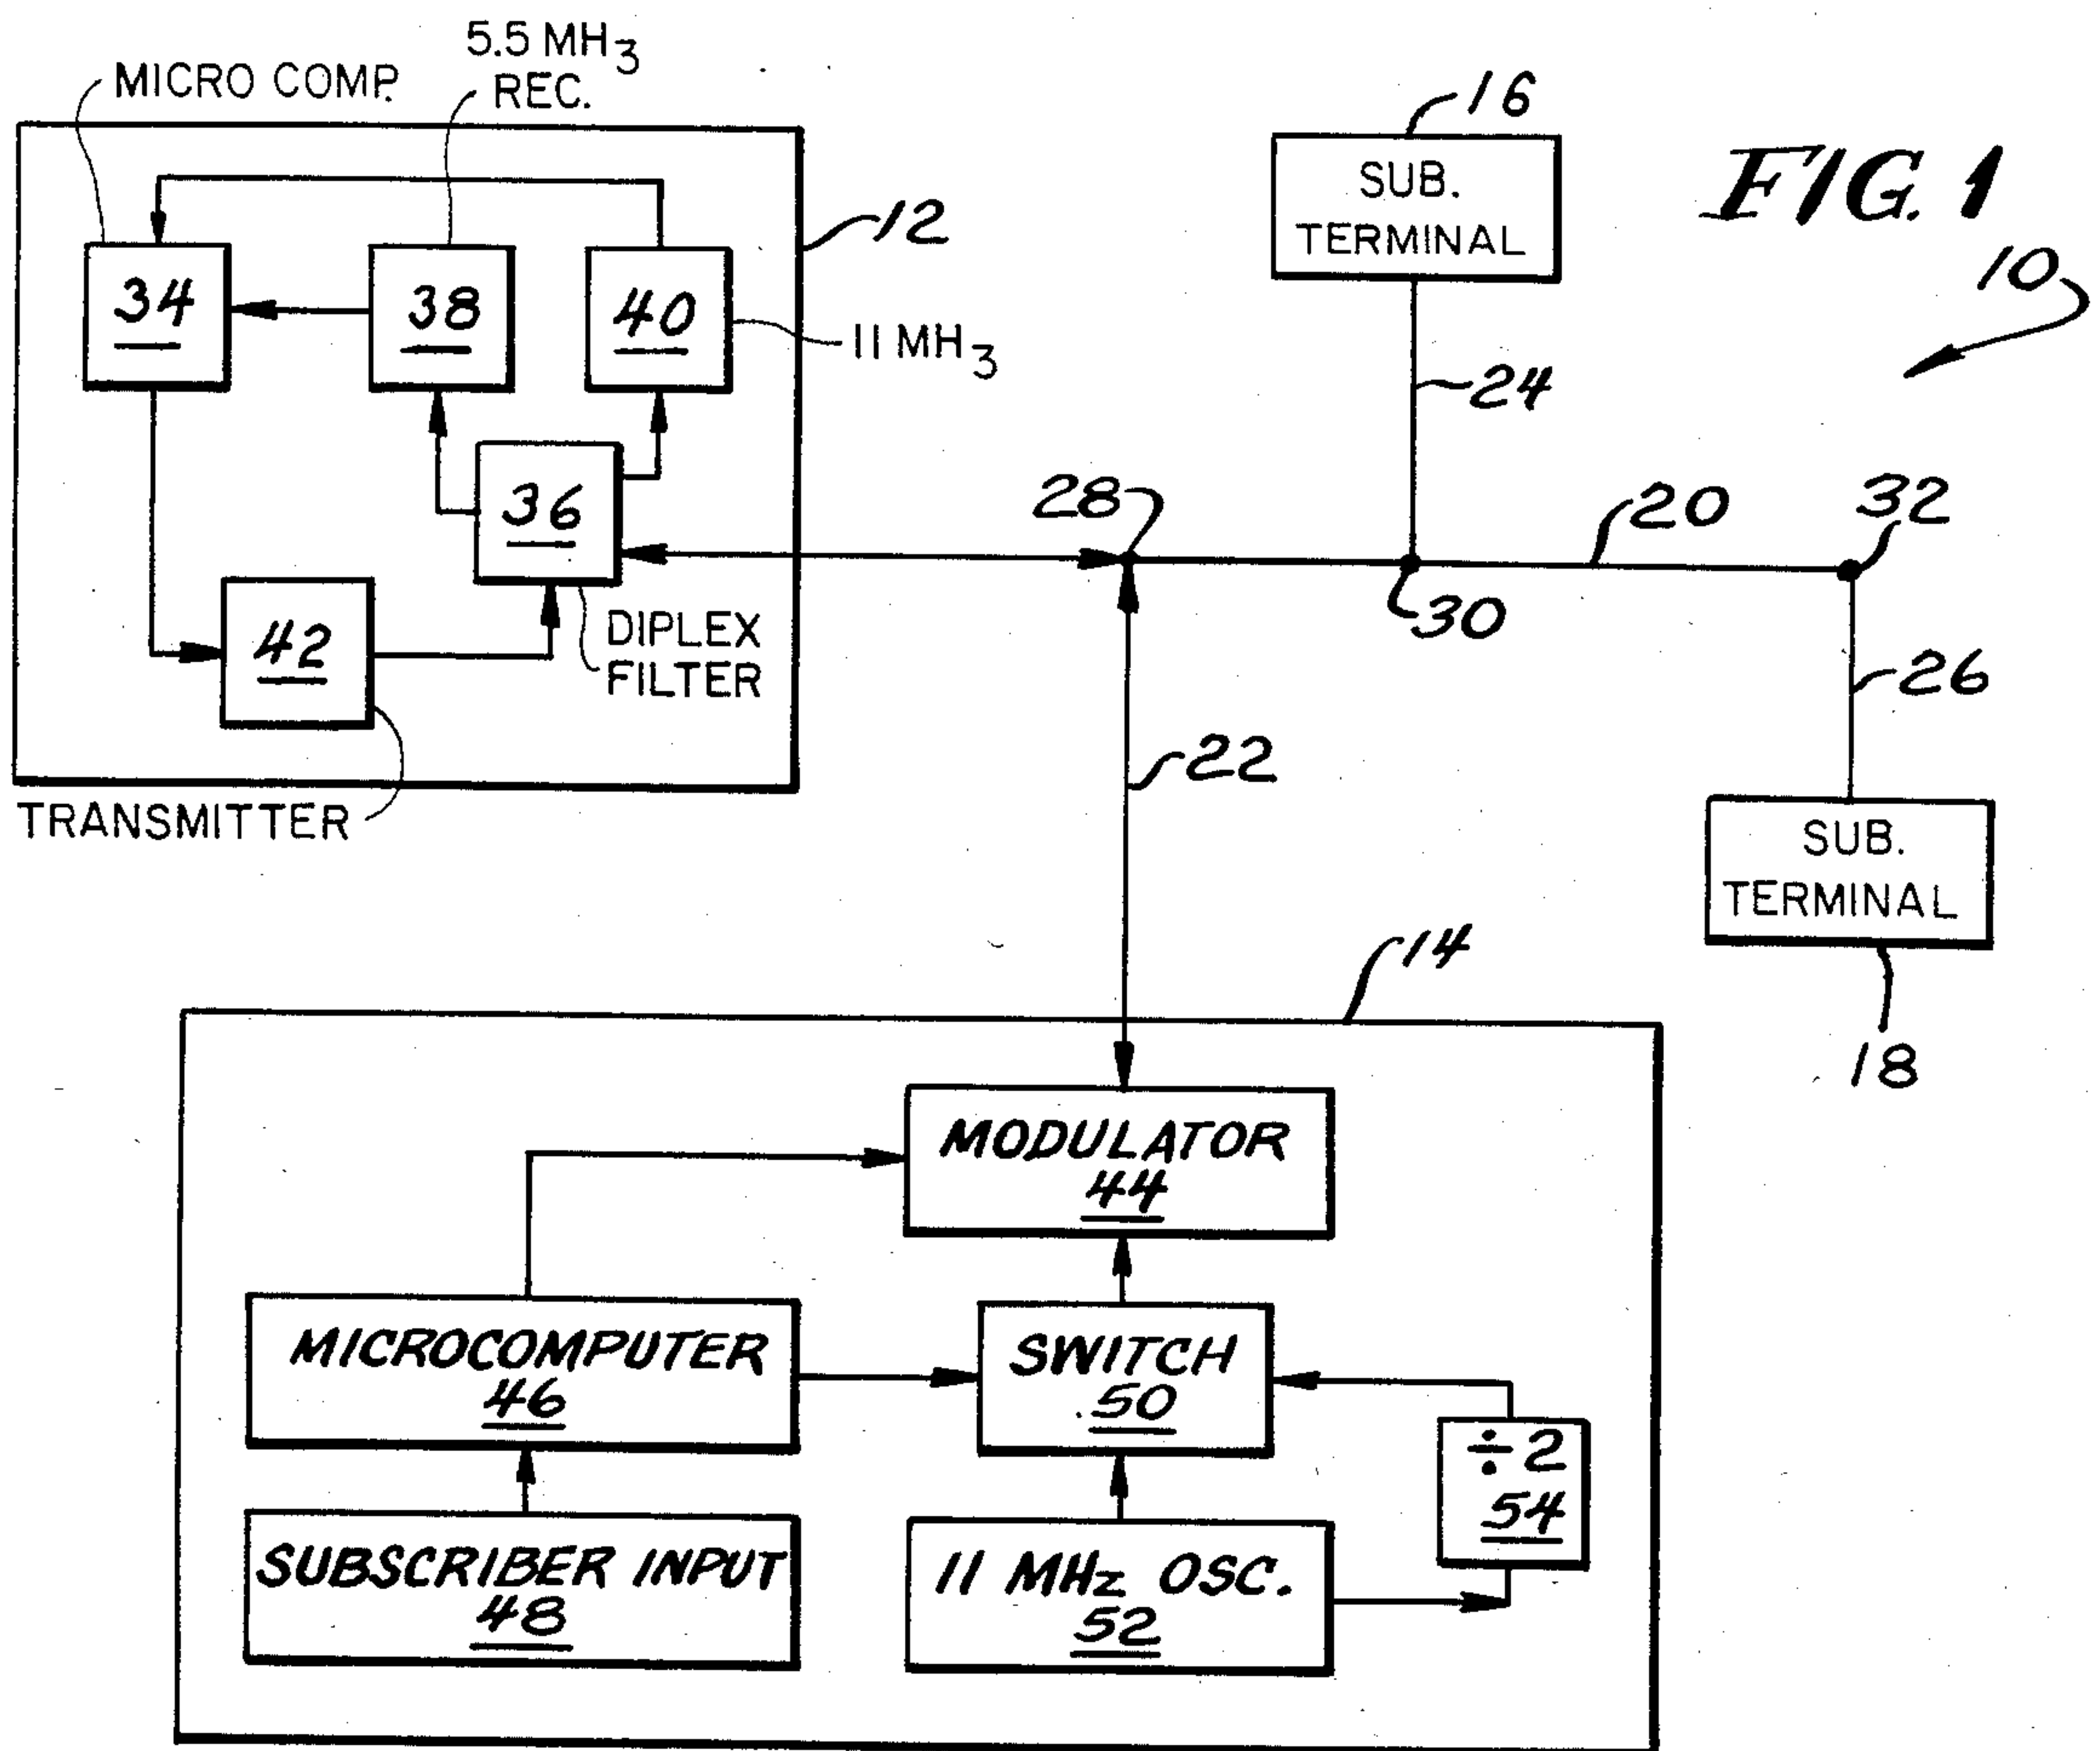 5.5 MH3
REC.
MICRO COMP.
16
SUB.
TERMINAL
FIG. 1
10
12
34
38
40
11 MH3
24
36
28
20
32
30
DIPLEX
FILTER
42
26
22
TRANSMITTER
SUB.
TERMINAL
18
14
MODULATOR
44
MICROCOMPUTER
46
SWITCH
50
÷2
54
SUBSCRIBER INPUT
48
11 MHz OSC.
52